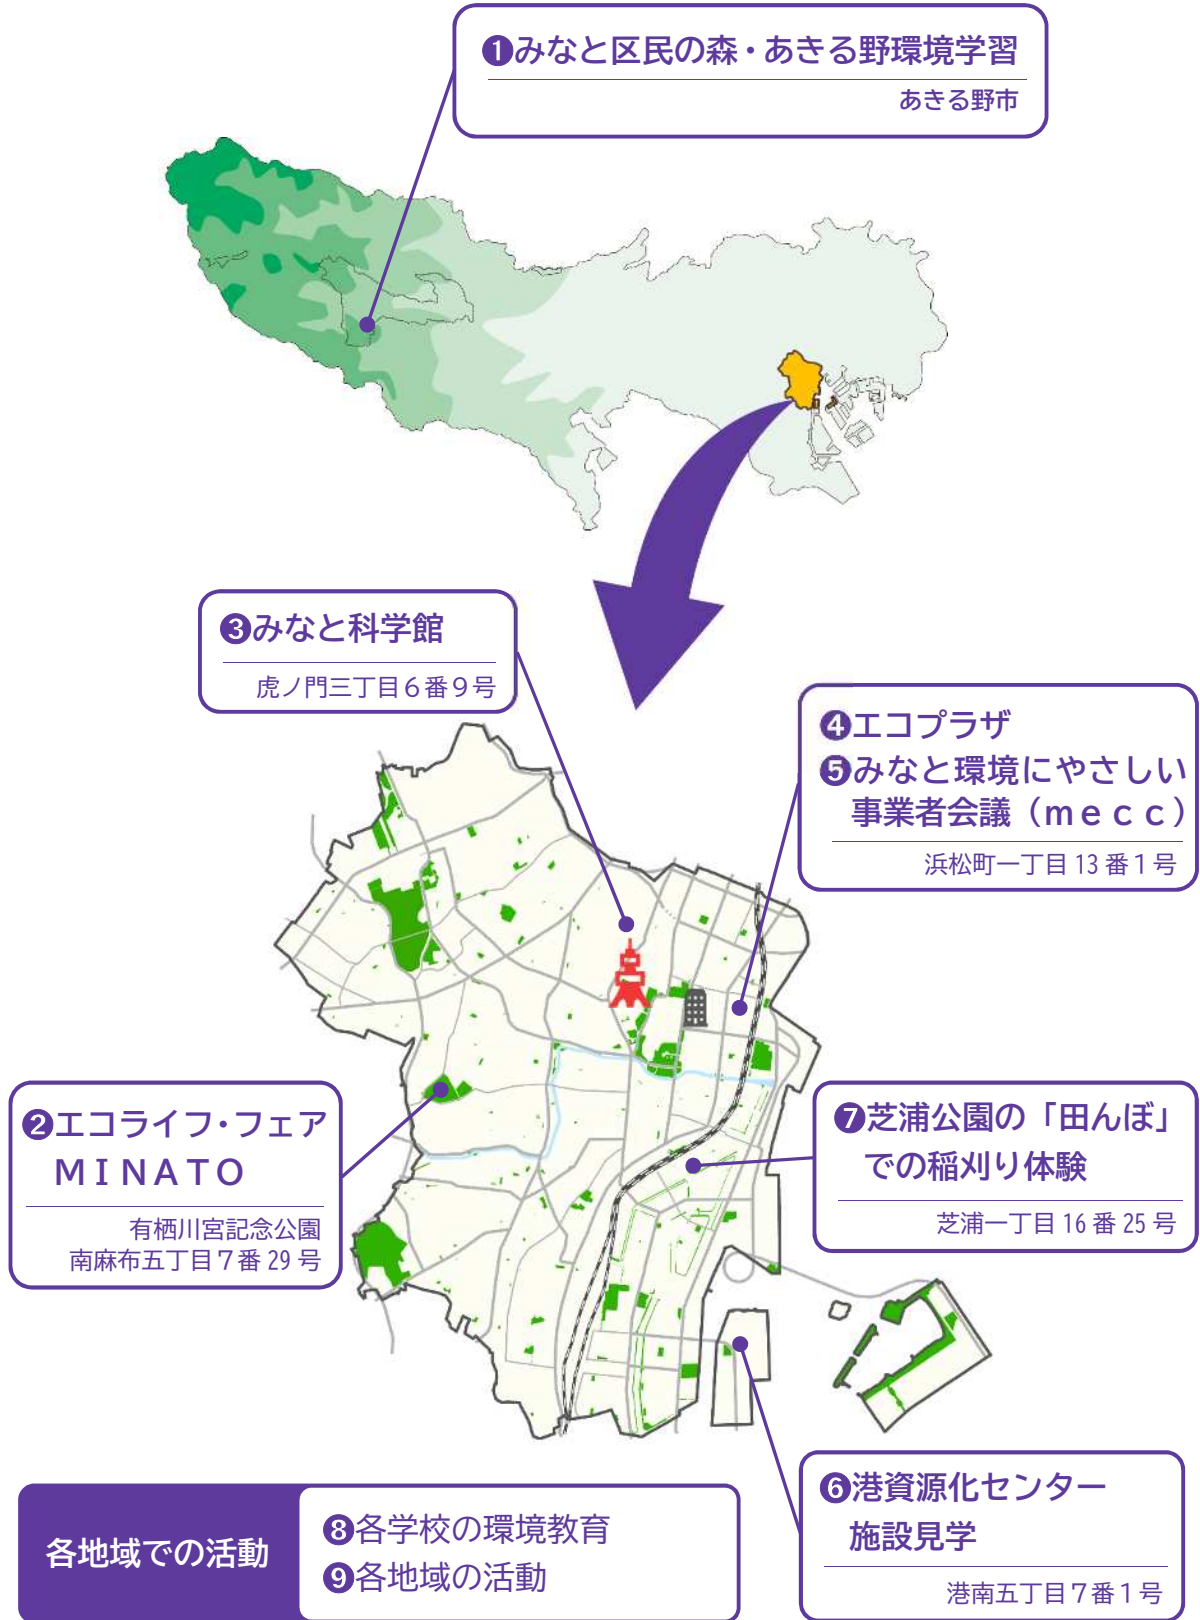 ❶みなと区民の森・あきる野環境学習
あきる野市
❸みなと科学館
虎ノ門三丁目6番9号
❹エコプラザ
❺みなと環境にやさしい
事業者会議（ｍｅｃｃ）
浜松町一丁目13番1号
❷エコライフ・フェア
ＭＩＮＡＴＯ
有栖川宮記念公園
南麻布五丁目7番29号
❼芝浦公園の「田んぼ」
での稲刈り体験
芝浦一丁目16番25号
❻港資源化センター
施設見学
港南五丁目7番1号
各地域での活動
❽各学校の環境教育
❾各地域の活動